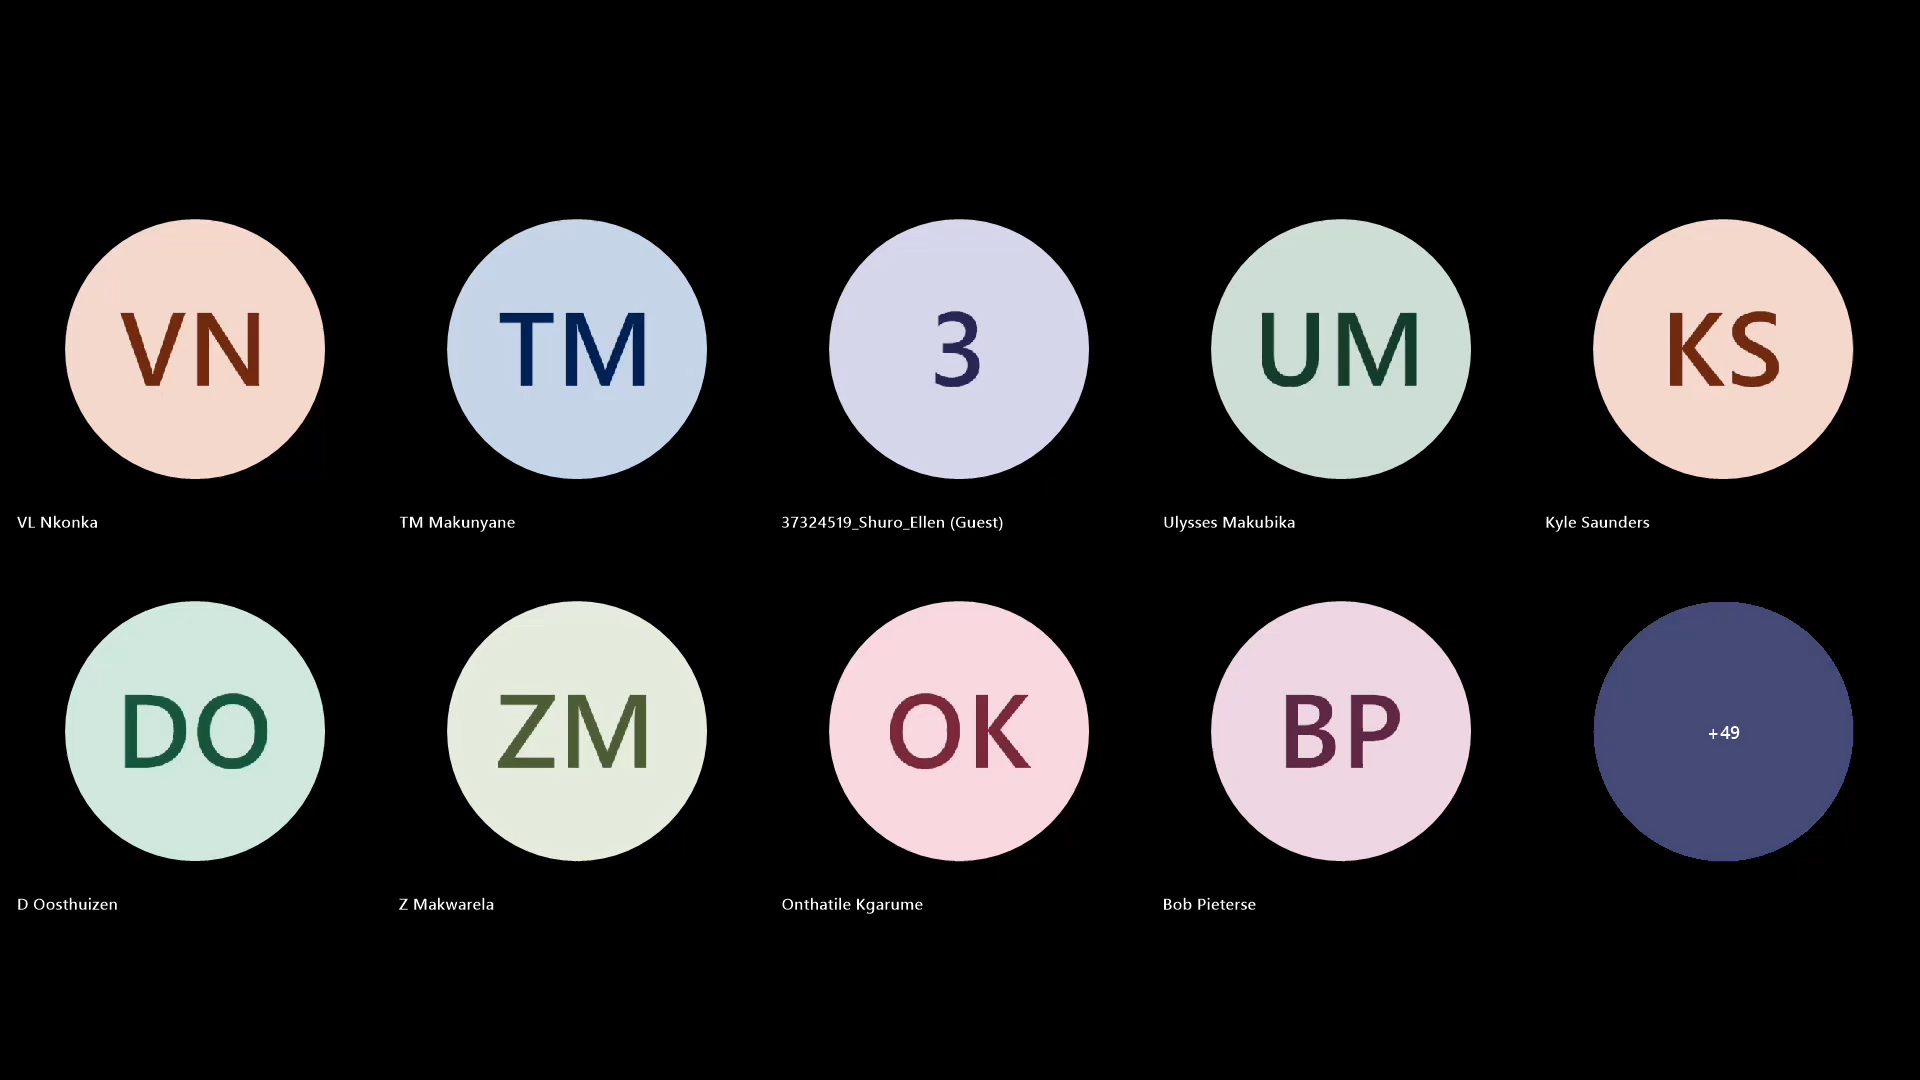 VN
TM
3
UM
KS
VL Nkonka
TM Makunyane
37324519_Shuro_Ellen (Guest)
Ulysses Makubika
Kyle Saunders
DO
ZM
OK
BP
+49
D Oosthuizen
Z Makwarela
Onthatile Kgarume
Bob Pieterse